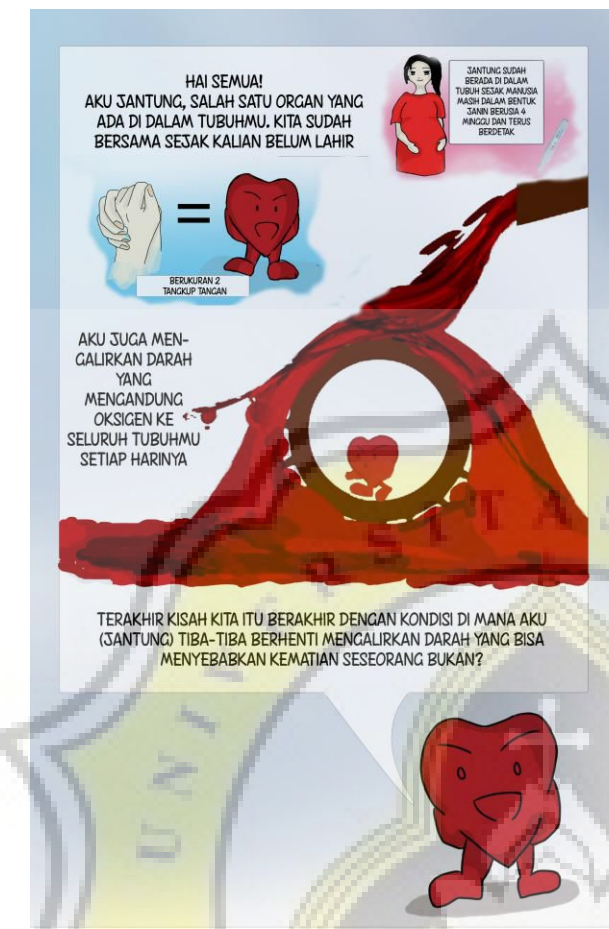 HAI SEMUA!
AKU JANTUNG, SALAH SATU ORGAN YANG
ADA DI DALAM TUBUHMU. KITA SUDAH
BERSAMA SEJAK KALIAN BELUM LAHIR
JANTUNG SUDAH
BERADA DI DALAM
TUBUH SEJAK MANUSIA
MASIH DALAM BENTUK
JANIN BERUSIA 4
MINGGU DAN TERUS
BERDETAK
=
BERUKURAN 2
TANGKUP TANGAN
AKU JUGA MEN-
GALIRKAN DARAH
YANG
MENGANDUNG
OKSIGEN KE
SELURUH TUBUHMU
SETIAP HARINYA
TERAKHIR KISAH KITA ITU BERAKHIR DENGAN KONDISI DI MANA AKU
(JANTUNG) TIBA-TIBA BERHENTI MENGALIRKAN DARAH YANG BISA
MENYEBABKAN KEMATIAN SESEORANG BUKAN?